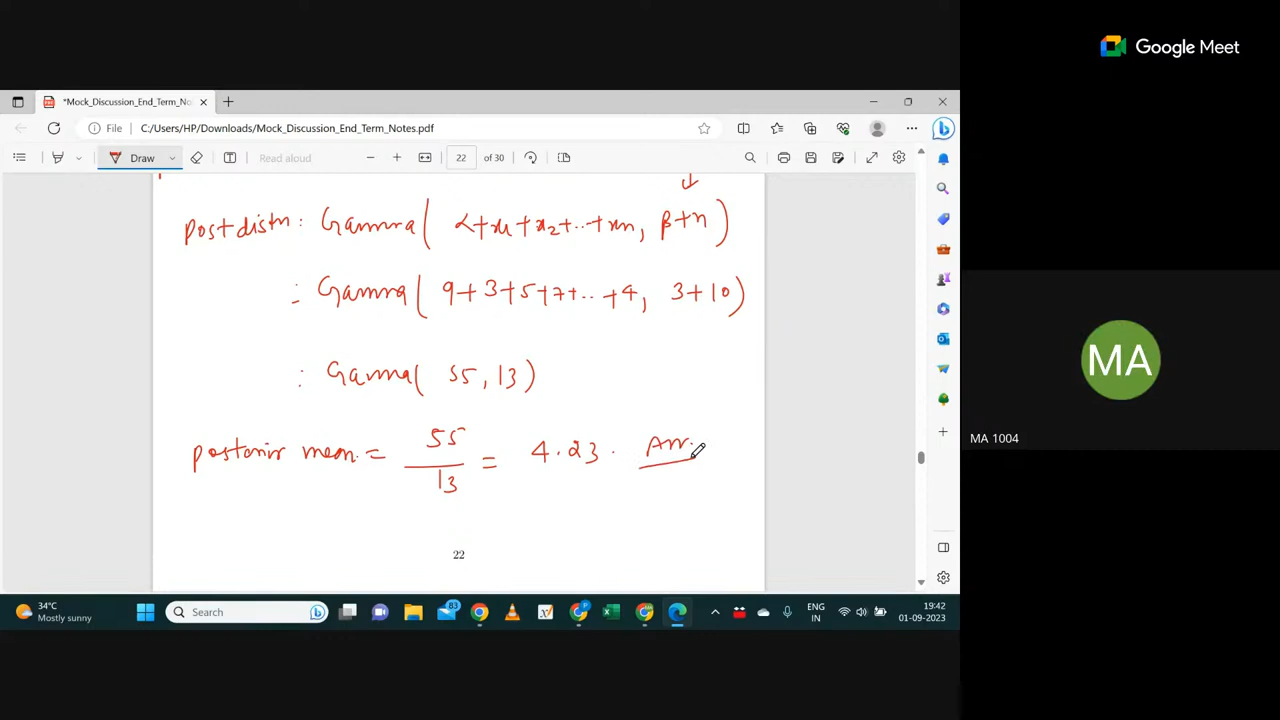 Google Meet
*Mock_Discussion_End_Term_No
File C:/Users/HP/Downloads/Mock_Discussion_End_Term_Notes.pdf
Draw Read aloud 22 of 30
Post distn: Gamma( α+x1+x2+...+xn, β+n )
: Gamma( 9+3+5+7+...+4, 3+10)
: Gamma( 55, 13)
posterior mean = 55/13 = 4.23. Ans.
22
MA
MA 1004
34°C
Mostly sunny
Search
83
ENG
IN
19:42
01-09-2023